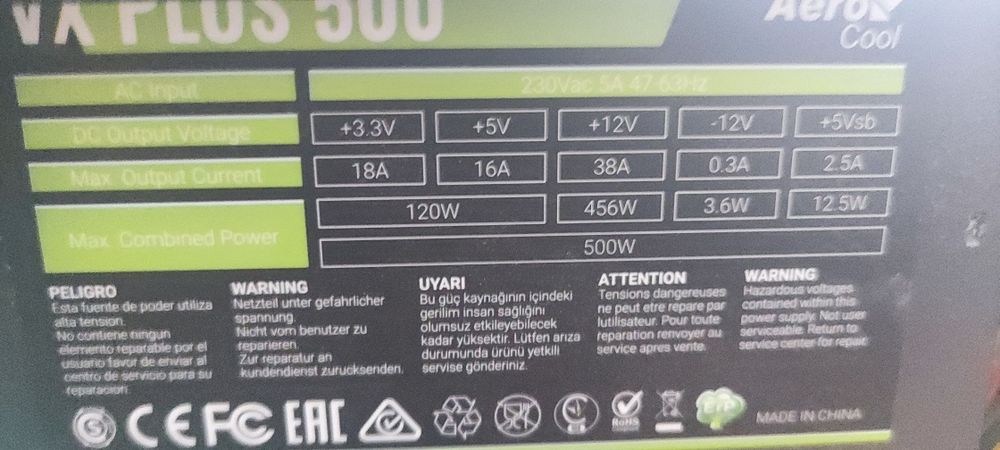 VX PLUS 500
Aero
Cool
AC Input 230Vac 5A 47-63Hz
DC Output Voltage +3.3V +5V +12V -12V +5Vsb
Max. Output Current 18A 16A 38A 0.3A 2.5A
Max. Combined Power 120W 456W 3.6W 12.5W
500W
PELIGRO
Esta fuente de poder utiliza
alta tension.
No contiene ningun
elemento reparable por el
usuario favor de enviar al
centro de servicio para su
reparacion
WARNING
Netzteil unter gefahrlicher
spannung.
Nicht vom benutzer zu
reparieren.
Zur reparatur an
kundendienst zurucksenden.
UYARI
Bu güç kaynağının içindeki
gerilim insan sağlığını
olumsuz etkileyebilecek
kadar yüksektir. Lütfen arıza
durumunda ürünü yetkili
servise gönderiniz.
ATTENTION
Tensions dangereuses
ne peut etre repare par
lutilisateur. Pour toute
reparation renvoyer au
service apres vente.
WARNING
Hazardous voltages
contained within this
power supply. Not user
serviceable. Return to
service center for repair.
S CE FC EAC RoHS MADE IN CHINA